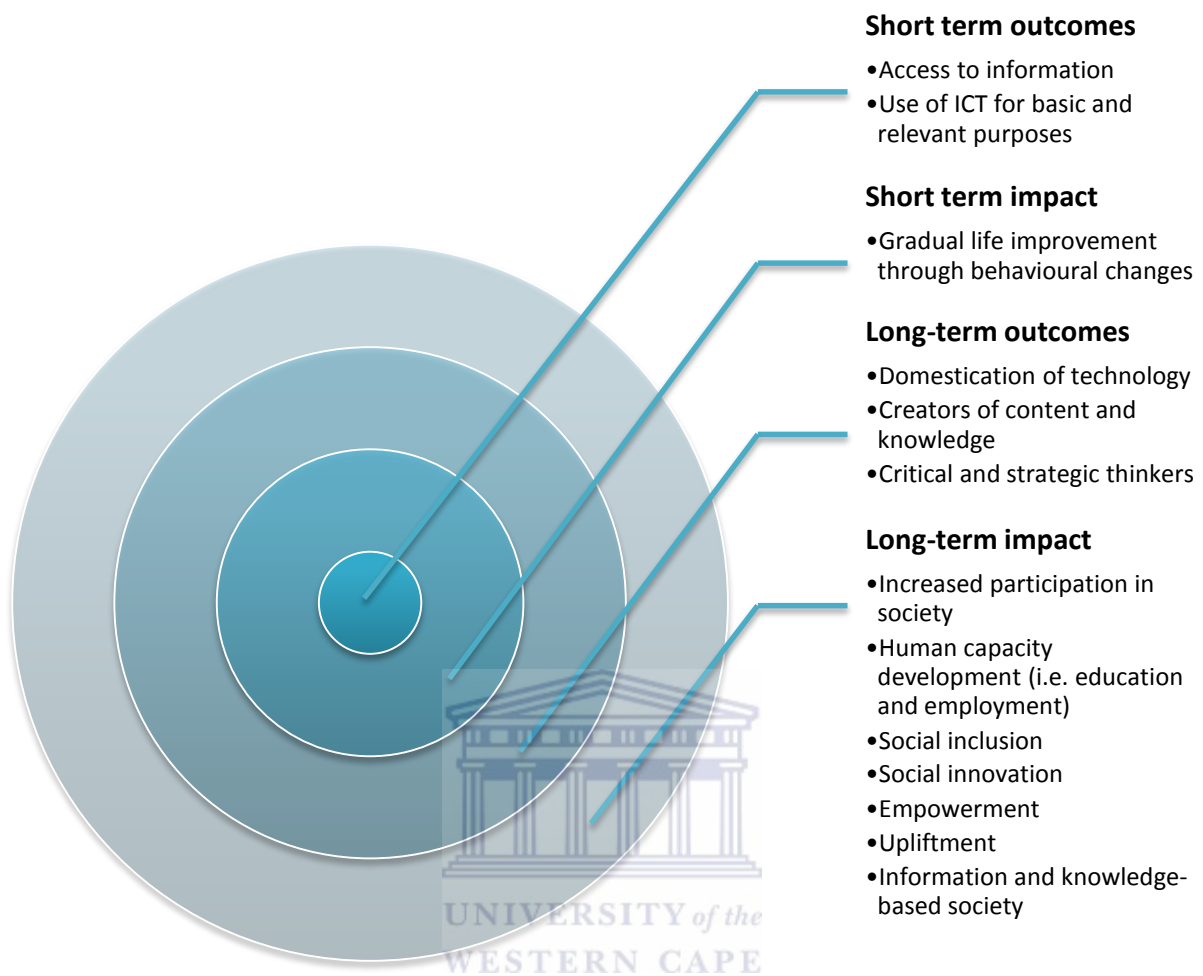 Short term outcomes
•Access to information
•Use of ICT for basic and
relevant purposes
Short term impact
•Gradual life improvement
through behavioural changes
Long-term outcomes
•Domestication of technology
•Creators of content and
knowledge
•Critical and strategic thinkers
Long-term impact
•Increased participation in
society
•Human capacity
development (i.e. education
and employment)
•Social inclusion
•Social innovation
•Empowerment
•Upliftment
•Information and knowledge-
based society
UNIVERSITY of the
WESTERN CAPE